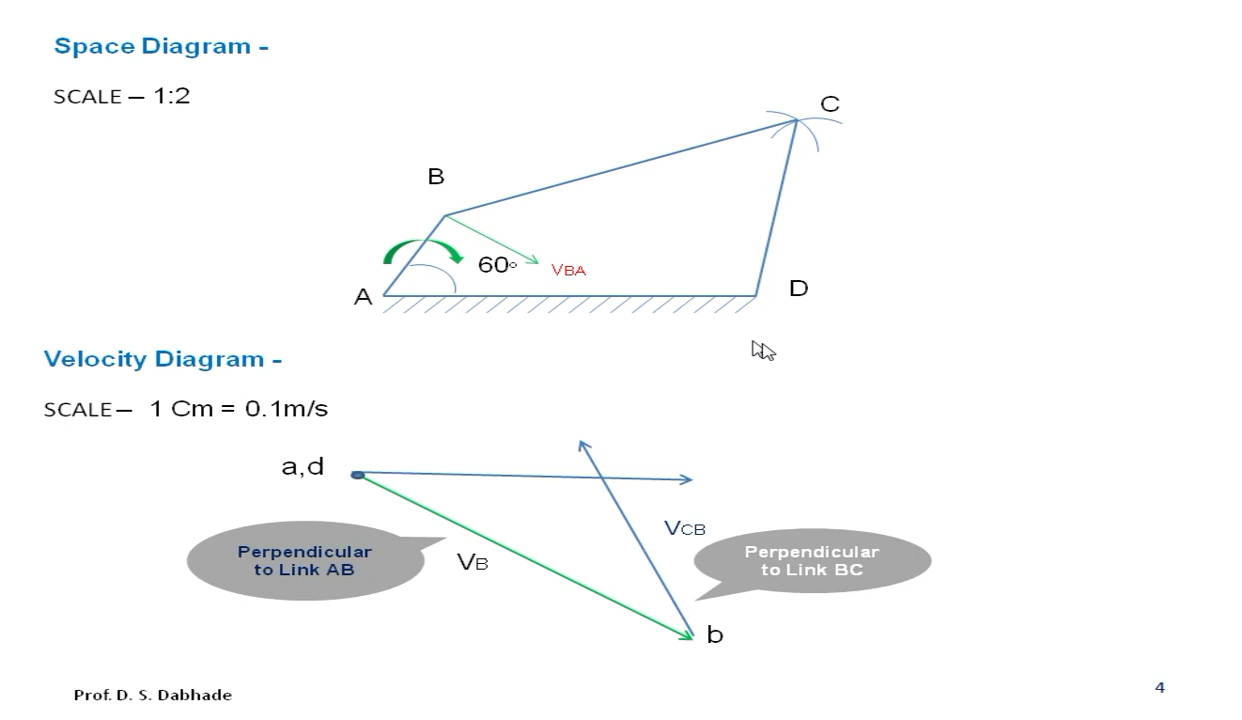 Space Diagram -
SCALE – 1:2
C
B
60°
VBA
A
D
Velocity Diagram -
SCALE – 1 Cm = 0.1m/s
a,d
VCB
Perpendicular
to Link AB
VB
Perpendicular
to Link BC
b
Prof. D. S. Dabhade
4